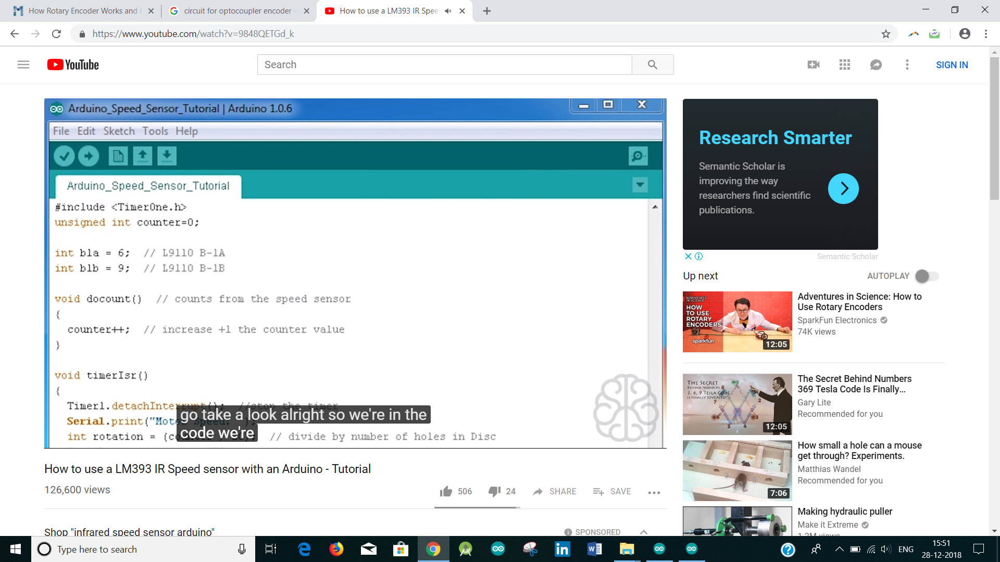 How Rotary Encoder Works and
circuit for optocoupler encoder -
How to use a LM393 IR Spee
https://www.youtube.com/watch?v=9848QETGd_k
YouTube
Search
SIGN IN
Arduino_Speed_Sensor_Tutorial | Arduino 1.0.6
File Edit Sketch Tools Help
Arduino_Speed_Sensor_Tutorial
#include <TimerOne.h>
unsigned int counter=0;
int b1a = 6; // L9110 B-1A
int b1b = 9; // L9110 B-1B
void docount() // counts from the speed sensor
{
counter++; // increase +1 the counter value
}
void timerIsr()
{
Timer1.detachInterrupt(); //stop the timer
Serial.print("Motor Speed:
int rotation = ( // divide by number of holes in Disc
go take a look alright so we're in the
code we're
How to use a LM393 IR Speed sensor with an Arduino - Tutorial
126,600 views
506 24 SHARE SAVE
Shop "infrared speed sensor arduino"
SPONSORED
Research Smarter
Semantic Scholar is
improving the way
researchers find scientific
publications.
Semantic Scholar
Up next
AUTOPLAY
ADVENTURES
IN SCIENCE:
HOW
TO USE
ROTARY
ENCODERS
sparkfun
12:05
Adventures in Science: How to
Use Rotary Encoders
SparkFun Electronics
74K views
THE SECRET
BEHIND NUMBERS
3, 6, 9 TESLA CODE
IS FINALLY REVEALED
12:05
The Secret Behind Numbers
369 Tesla Code Is Finally...
Gary Lite
Recommended for you
7:06
How small a hole can a mouse
get through? Experiments.
Matthias Wandel
Recommended for you
Making hydraulic puller
Make it Extreme
1.2M views
Type here to search
ENG
15:51
28-12-2018